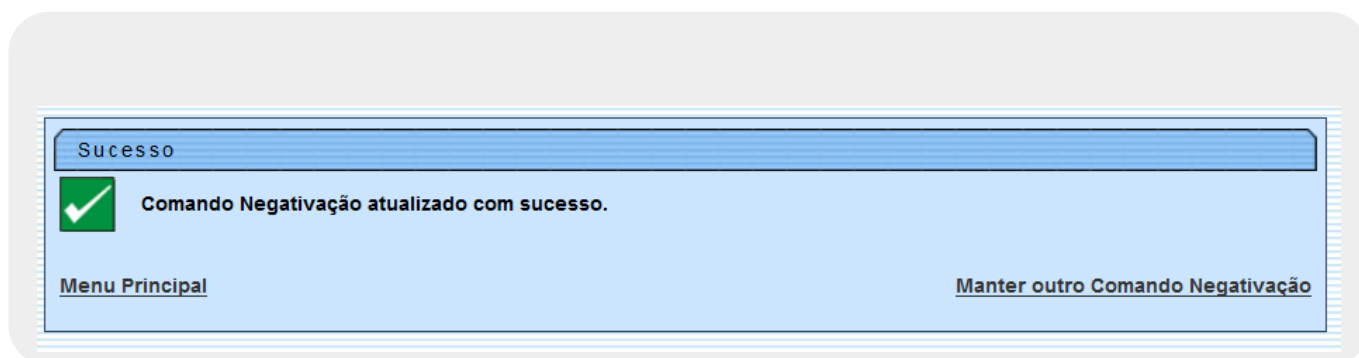 Sucesso
Comando Negativação atualizado com sucesso.
Menu Principal
Manter outro Comando Negativação